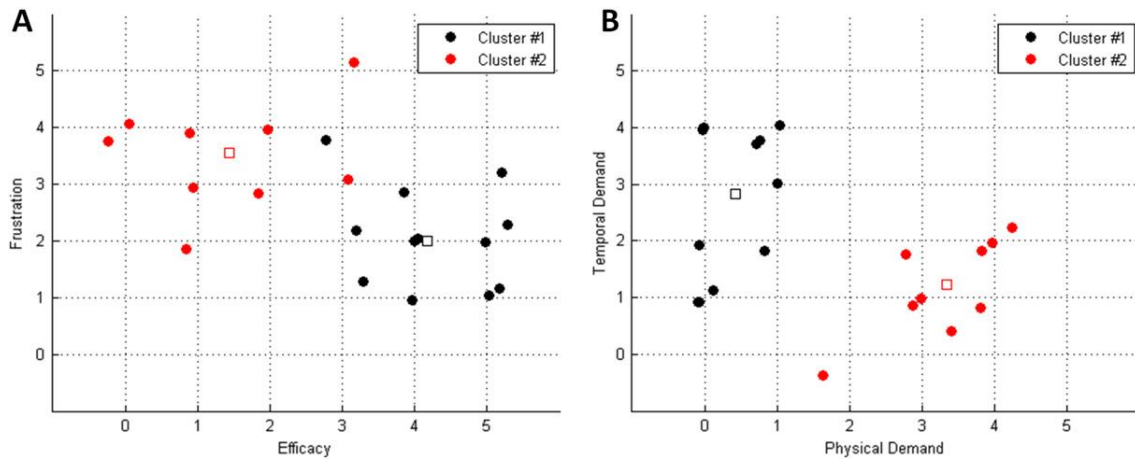 A
Cluster #1
Cluster #2
Frustration
5
4
3
2
1
0
0 1 2 3 4 5
Efficacy
B
Cluster #1
Cluster #2
Temporal Demand
5
4
3
2
1
0
0 1 2 3 4 5
Physical Demand